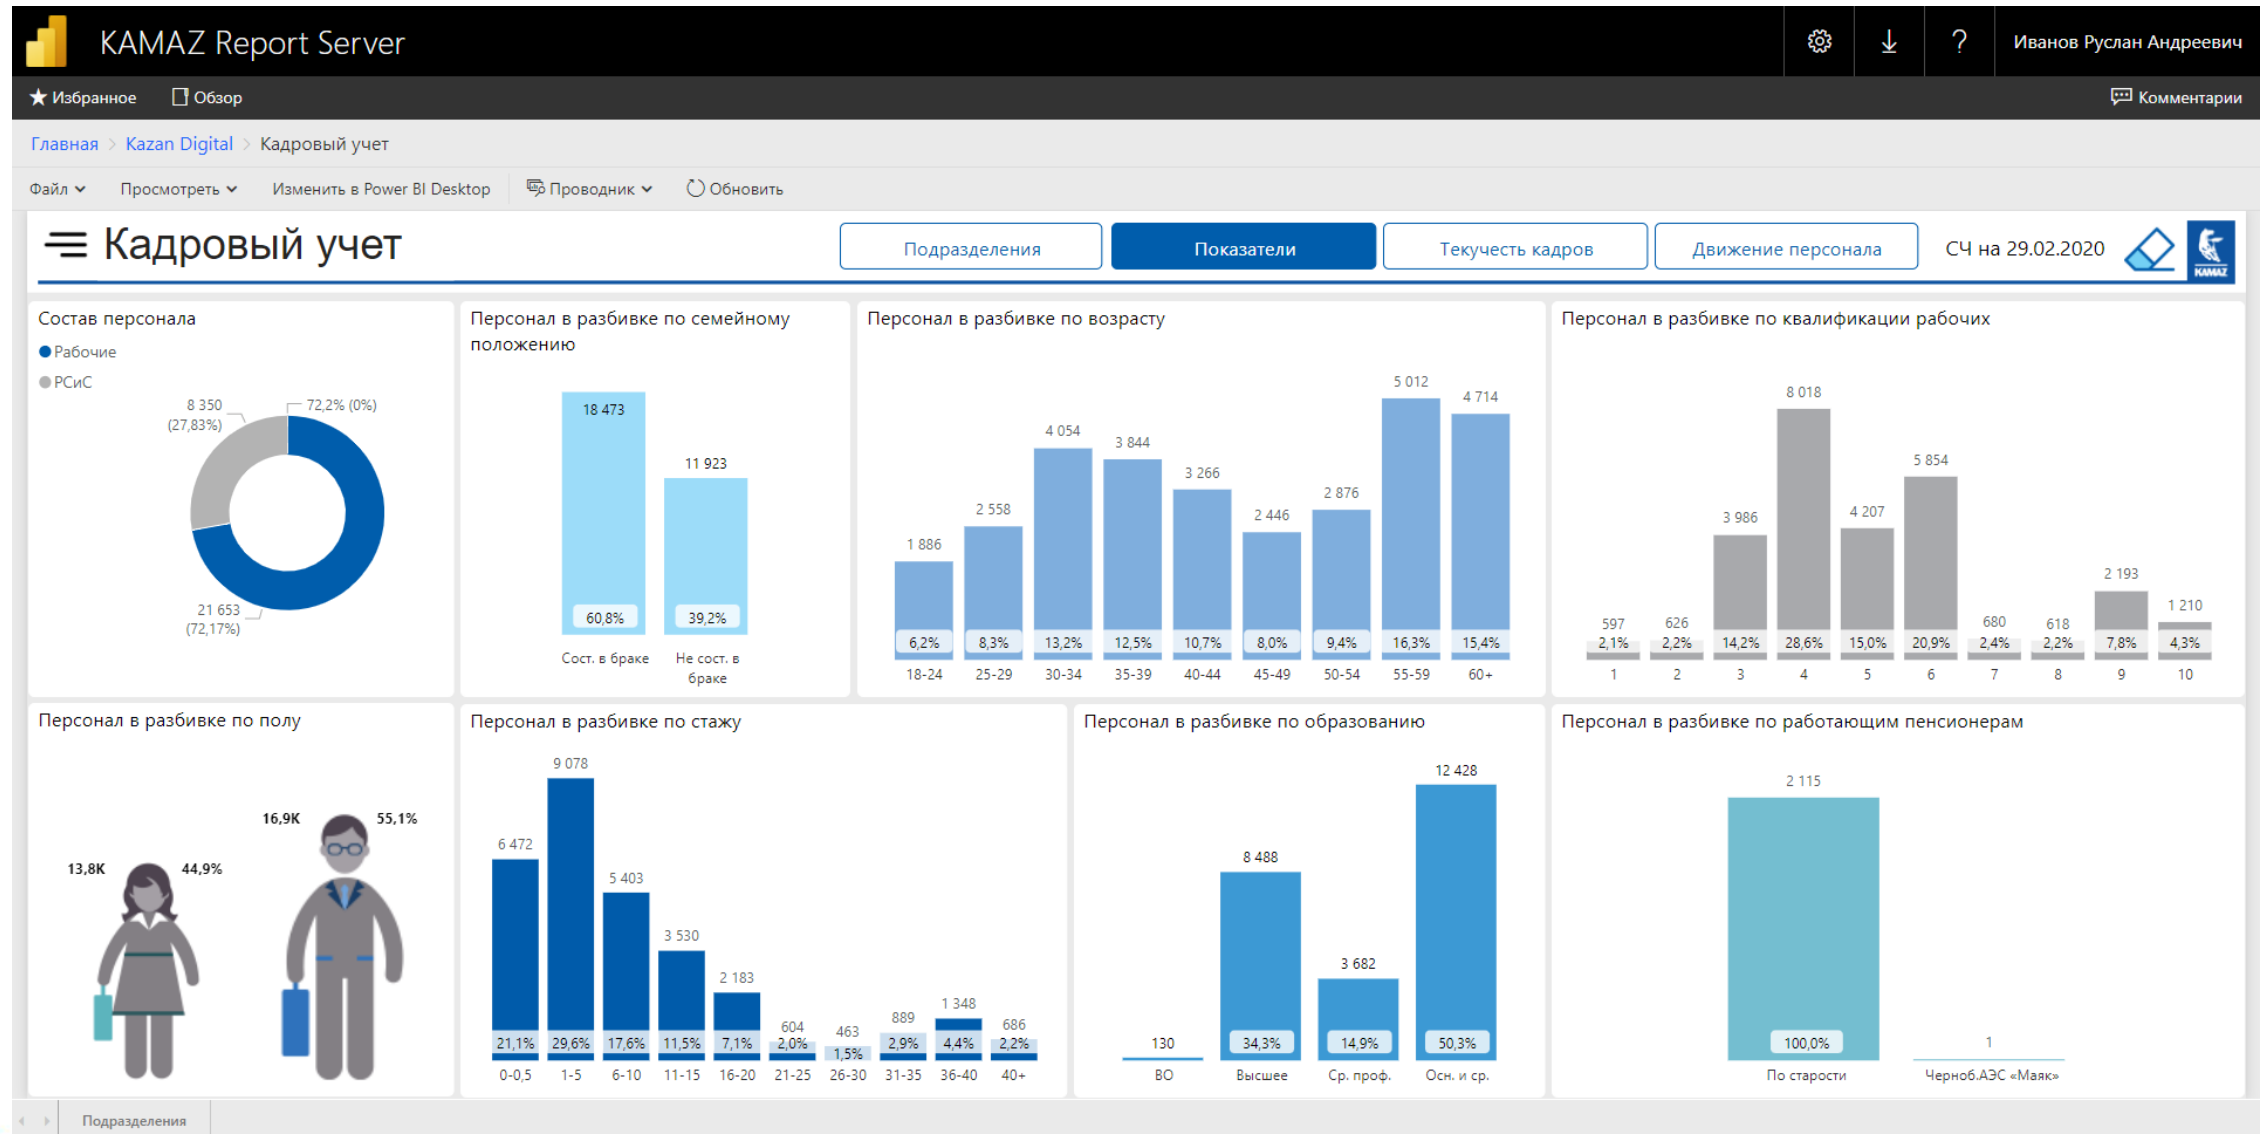 KAMAZ Report Server
?
Иванов Руслан Андреевич
Избранное
Обзор
Комментарии
Главная > Kazan Digital > Кадровый учет
Файл
Просмотреть
Изменить в Power BI Desktop
Проводник
Обновить
Кадровый учет
Подразделения
Показатели
Текучесть кадров
Движение персонала
СЧ на 29.02.2020
KAMAZ
Состав персонала
Рабочие
РСиС
8 350
(27,83%)
72,2% (0%)
21 653
(72,17%)
Персонал в разбивке по семейному
положению
18 473
11 923
60,8%
39,2%
Сост. в браке
Не сост. в
браке
Персонал в разбивке по возрасту
1 886
2 558
4 054
3 844
3 266
2 446
2 876
5 012
4 714
6,2% 8,3% 13,2% 12,5% 10,7% 8,0% 9,4% 16,3% 15,4%
18-24 25-29 30-34 35-39 40-44 45-49 50-54 55-59 60+
Персонал в разбивке по квалификации рабочих
597
626
3 986
8 018
4 207
5 854
680
618
2 193
1 210
2,1% 2,2% 14,2% 28,6% 15,0% 20,9% 2,4% 2,2% 7,8% 4,3%
1 2 3 4 5 6 7 8 9 10
Персонал в разбивке по полу
13,8K
44,9%
16,9K
55,1%
Персонал в разбивке по стажу
6 472
9 078
5 403
3 530
2 183
604
463
889
1 348
686
21,1% 29,6% 17,6% 11,5% 7,1% 2,0% 1,5% 2,9% 4,4% 2,2%
0-0,5 1-5 6-10 11-15 16-20 21-25 26-30 31-35 36-40 40+
Персонал в разбивке по образованию
130
8 488
3 682
12 428
34,3% 14,9% 50,3%
ВО Высшее Ср. проф. Осн. и ср.
Персонал в разбивке по работающим пенсионерам
2 115
1
100,0%
По старости
Черноб.АЭС «Маяк»
Подразделения